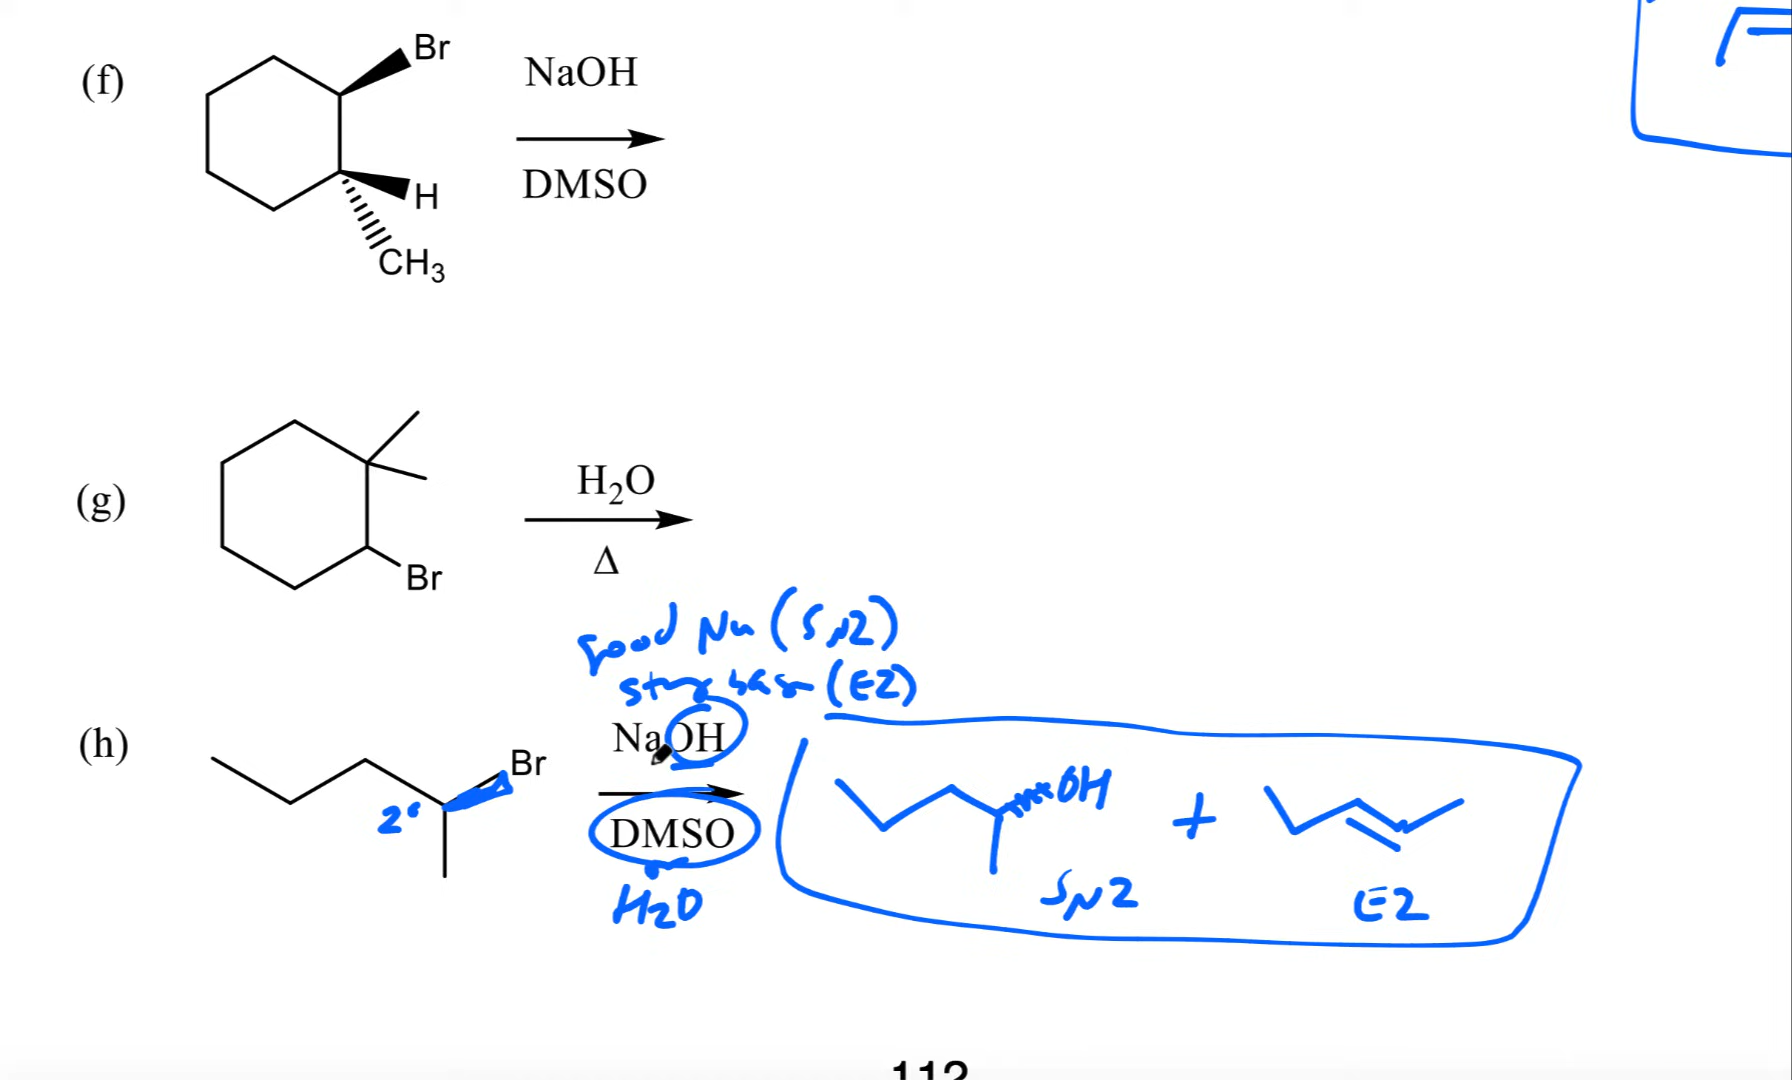 (f)
Br
NaOH
H
DMSO
CH₃
(g)
H₂O
Δ
Br
good Nu (SN2)
strong base (E2)
(h)
Br
NaOH
2°
DMSO
OH
+
H₂O
SN2
E2
112